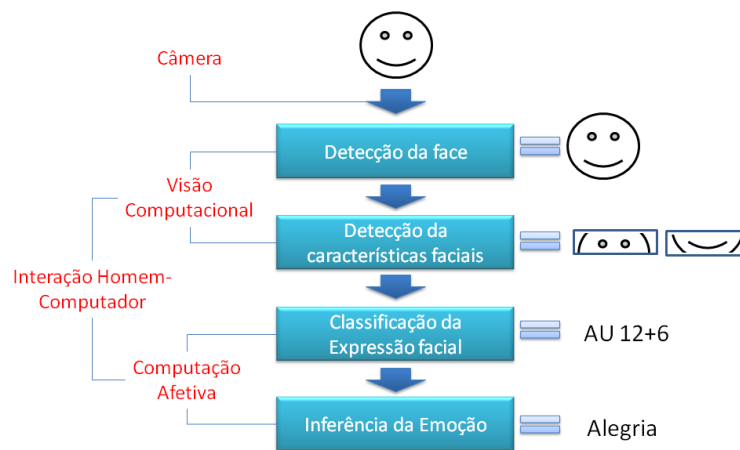 Câmera
Detecção da face
Visão
Computacional
Detecção da
características faciais
Interação Homem-
Computador
Classificação da
Expressão facial
AU 12+6
Computação
Afetiva
Inferência da Emoção
Alegria